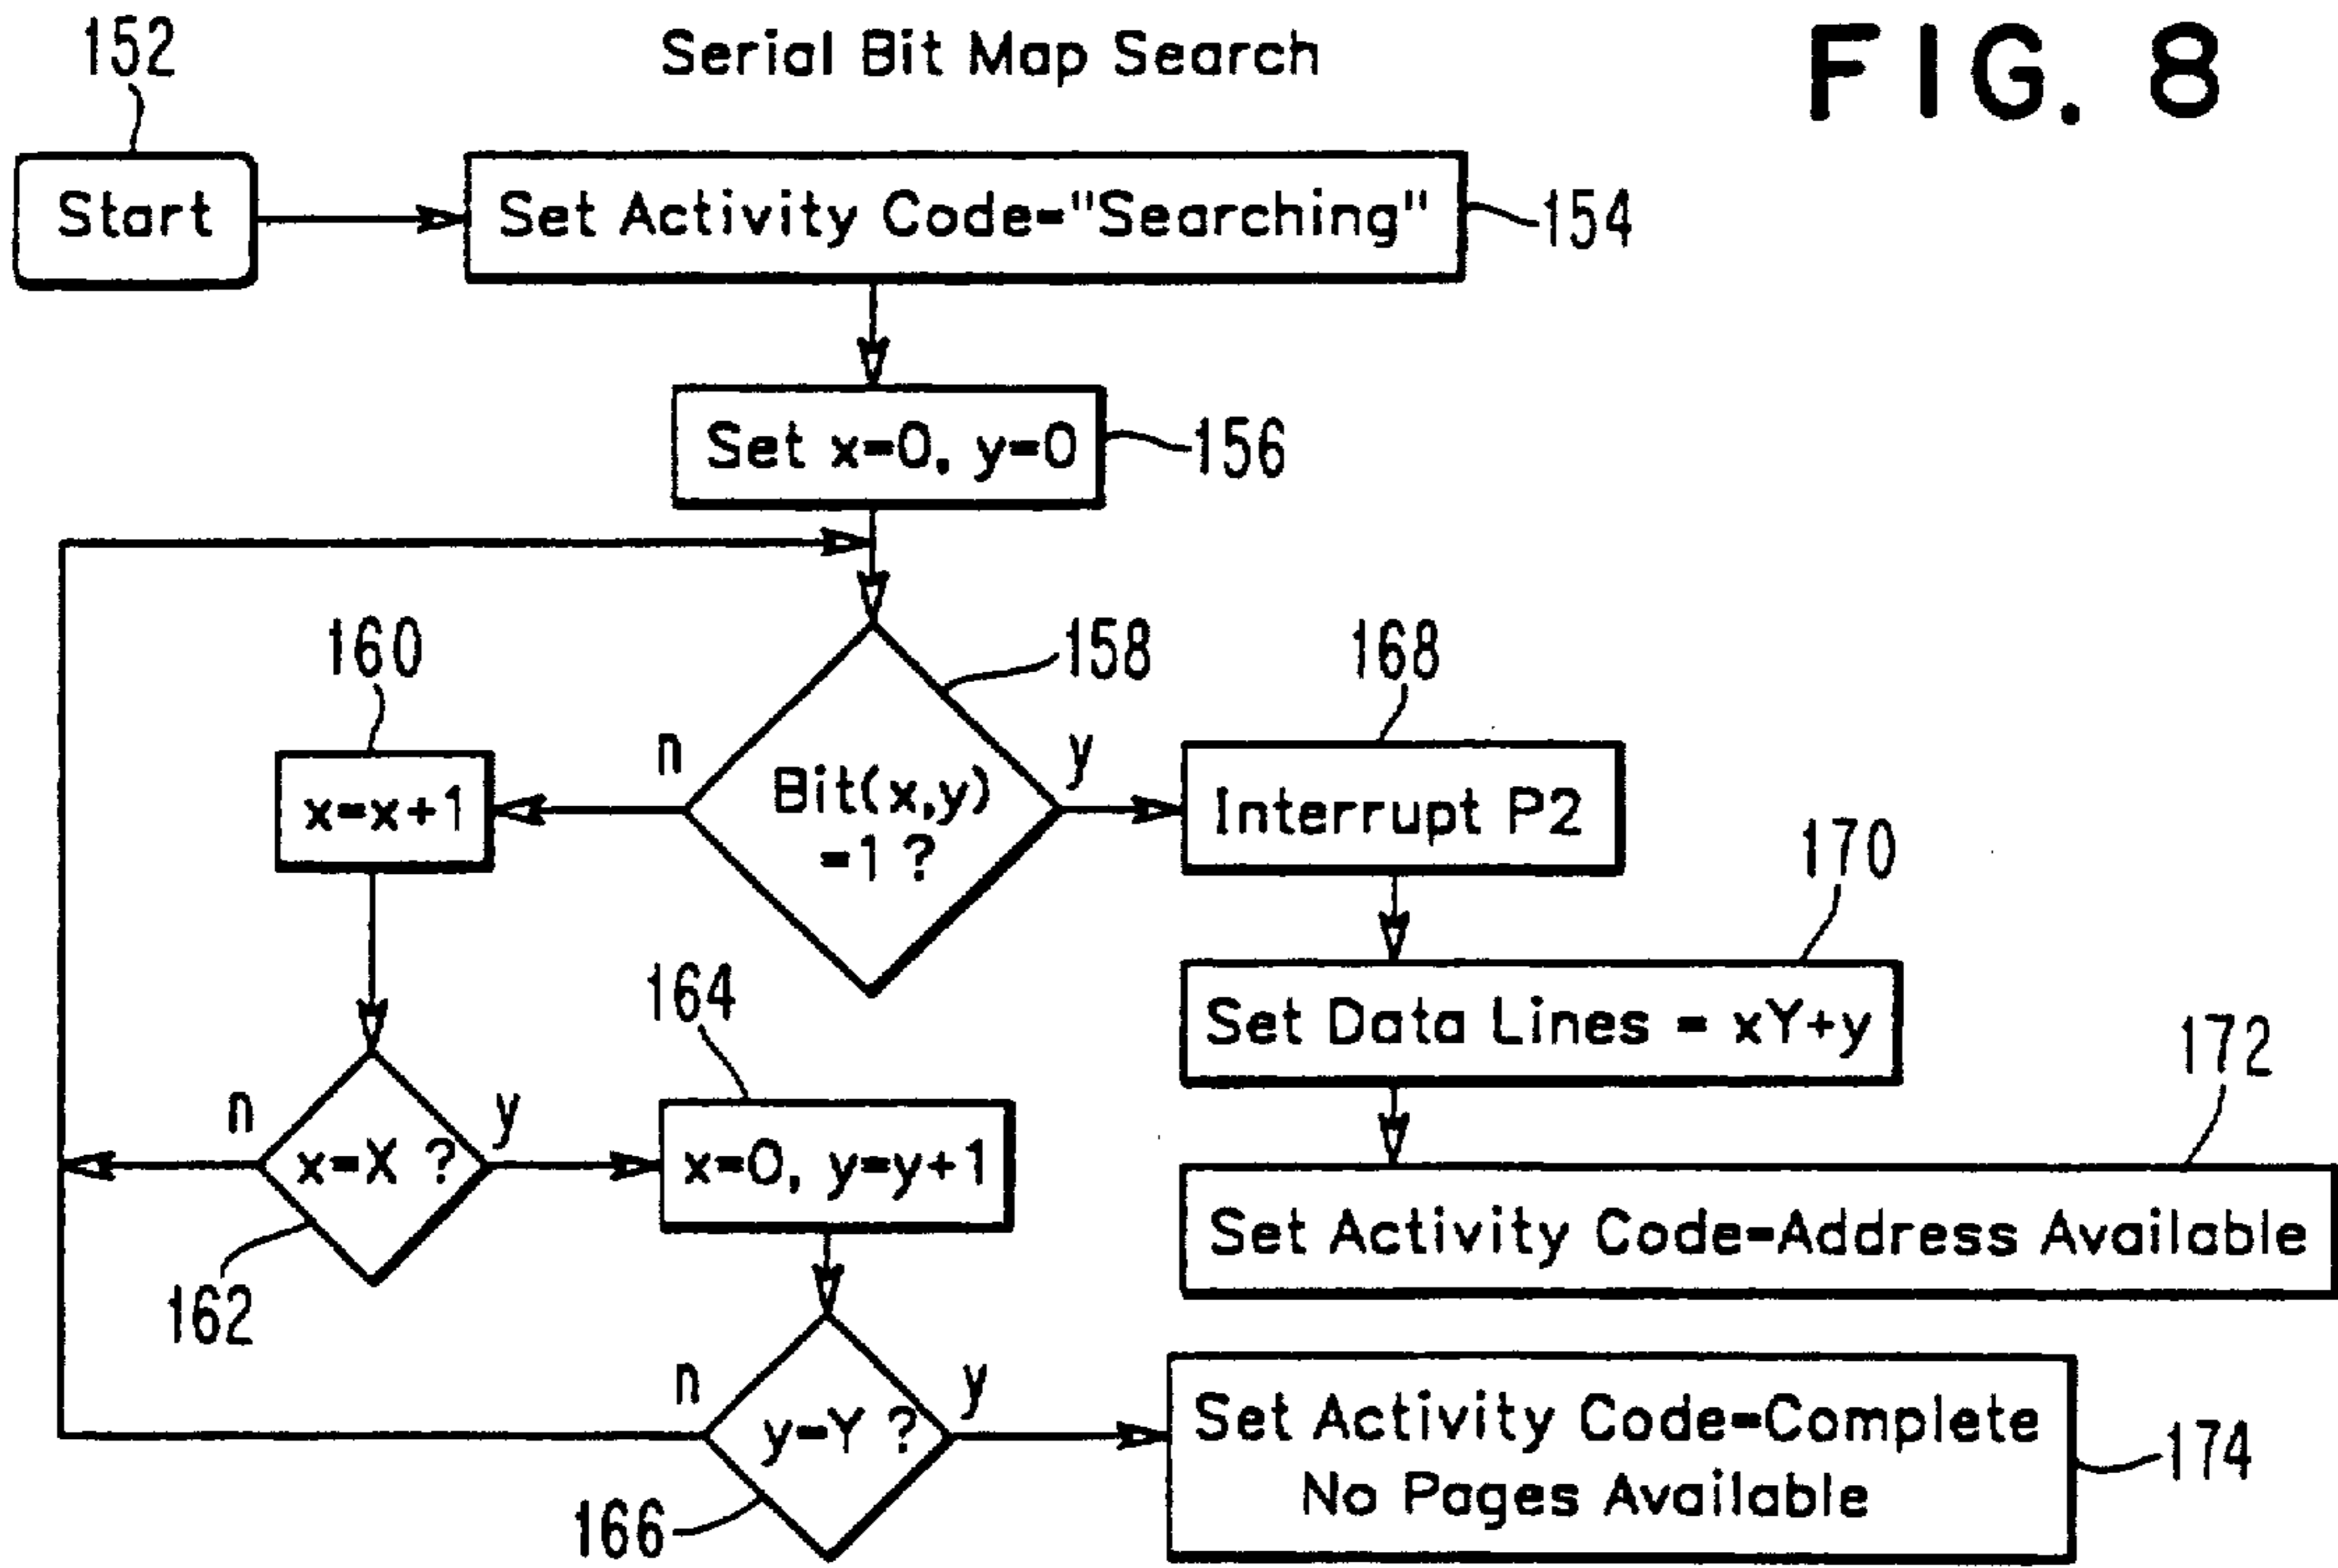 152
Serial Bit Map Search
FIG. 8
Start
Set Activity Code="Searching"
154
Set x=0, y=0
156
158
160
168
n
y
x=x+1
Bit(x,y)
=1 ?
Interrupt P2
170
164
Set Data Lines = xY+y
172
n
y
x=X ?
x=0, y=y+1
Set Activity Code=Address Available
162
n
y
y=Y ?
Set Activity Code=Complete
No Pages Available
174
166